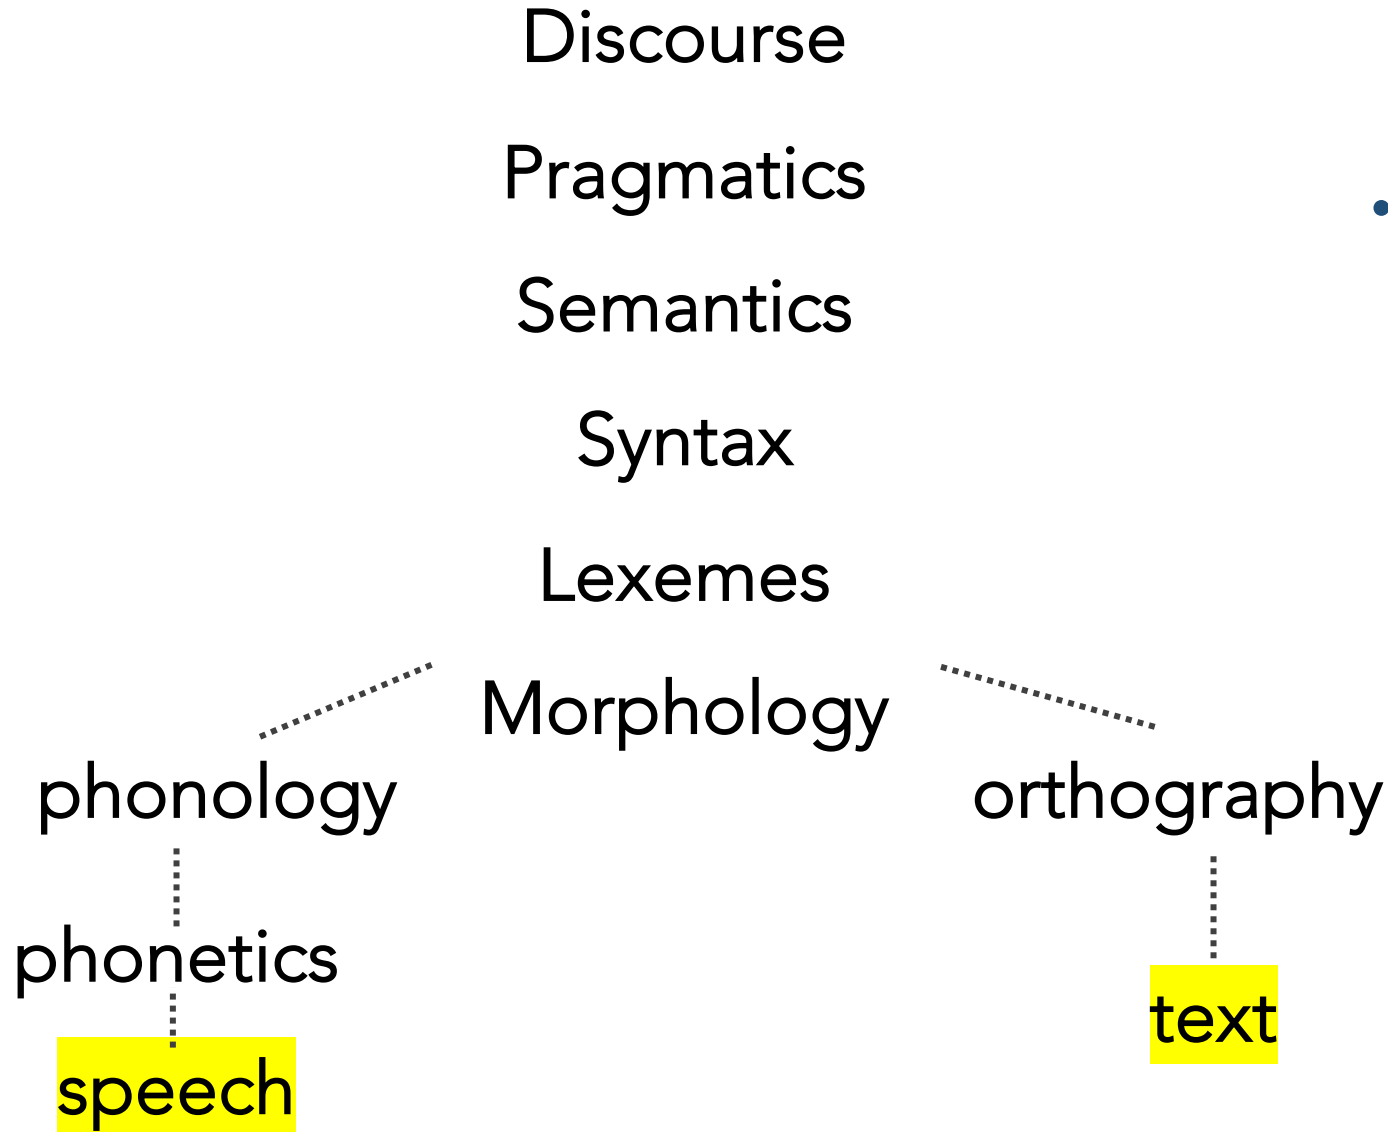 Discourse
Pragmatics
Semantics
Syntax
Lexemes
Morphology
phonology
orthography
phonetics
text
speech